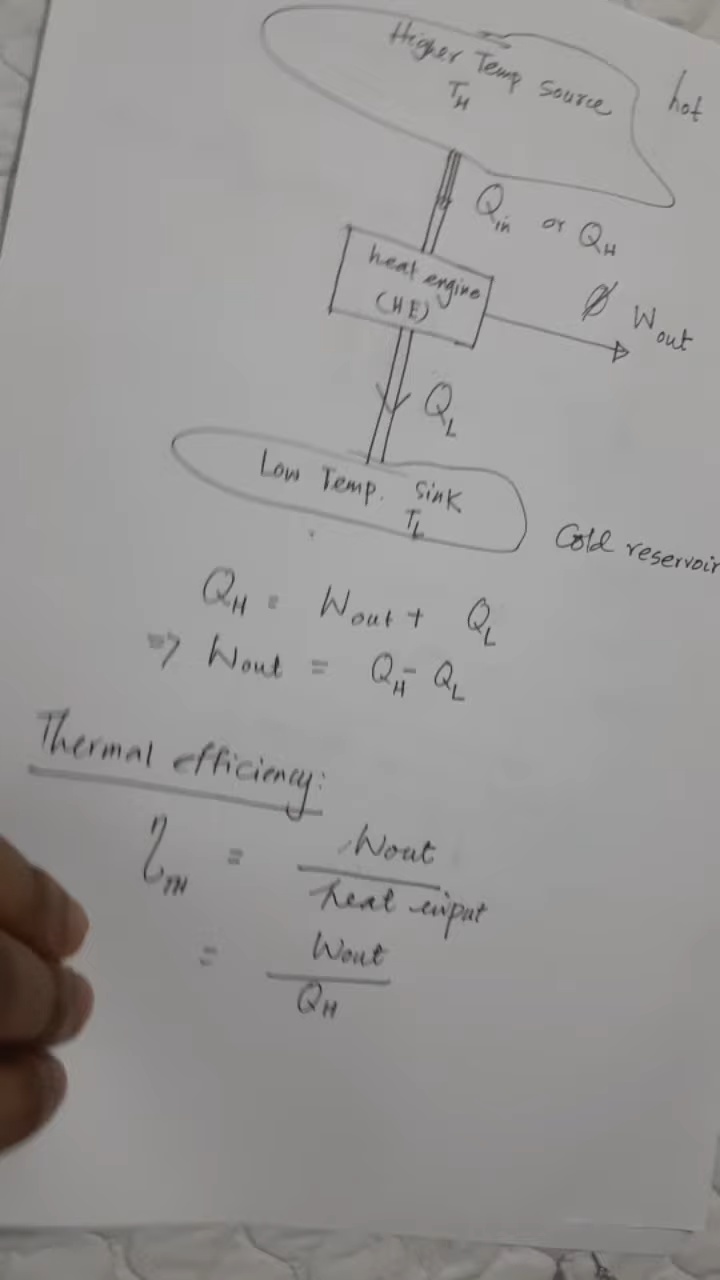 Higher Temp Source
T_H
hot
Q_in or Q_H
heat engine
(HE)
W_out
Q_L
Low Temp. Sink
T_L
Cold reservoir
Q_H = W_out + Q_L
⇒ W_out = Q_H - Q_L
Thermal efficiency:
η_TH = W_out / heat input
= W_out / Q_H